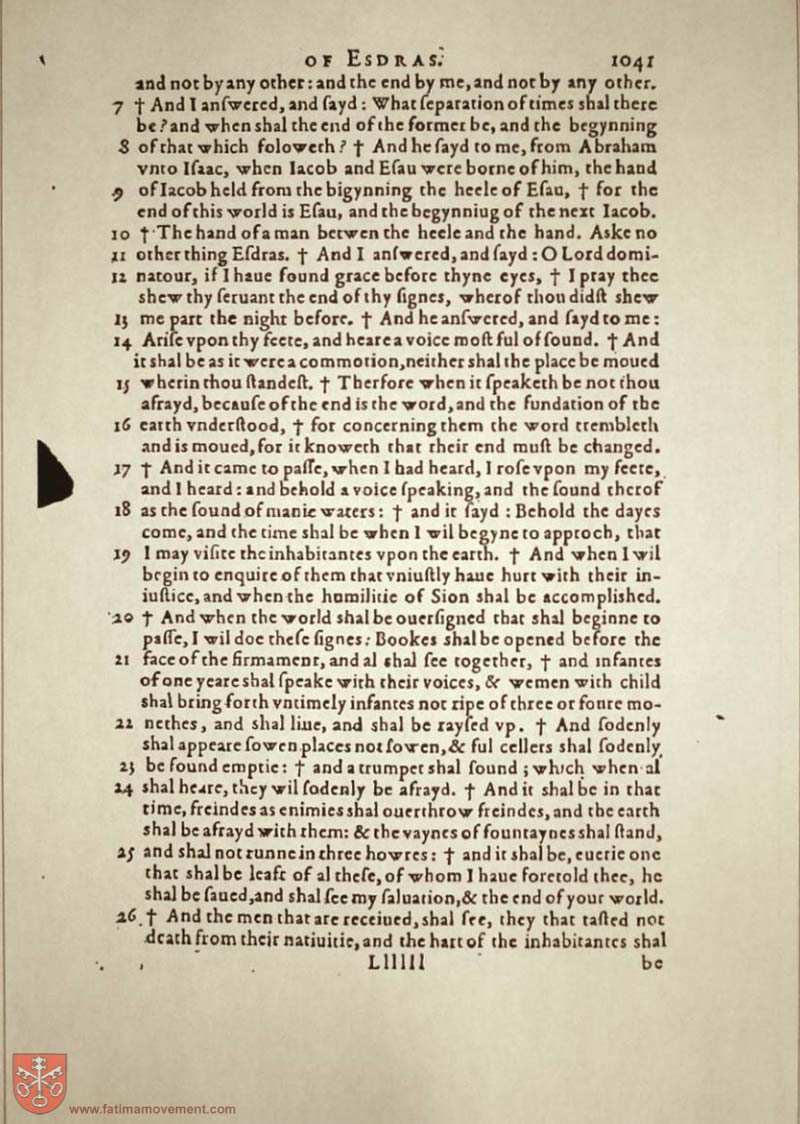 OF ESDRAS. 1041
and not by any other: and the end by me, and not by any other.
7 † And I anſwered, and ſayd: What ſeparation of times shal there
be? and when shal the end of the former be, and the begynning
8 of that which foloweth? † And he ſayd to me, from Abraham
vnto Iſaac, when Iacob and Eſau were borne of him, the hand
9 of Iacob held from the bigynning the heele of Eſau, † for the
end of this world is Eſau, and the begynniug of the next Iacob.
10 † The hand of a man betwen the heele and the hand. Aske no
11 other thing Eſdras. † And I anſwered, and ſayd: O Lord domi-
12 natour, if I haue found grace before thyne eyes, † I pray thee
shew thy ſeruant the end of thy ſignes, wherof thou didſt shew
13 me part the night before. † And he anſwered, and ſayd to me:
14 Ariſe vpon thy feete, and heare a voice moſt ful of ſound. † And
it shal be as it were a commotion, neither shal the place be moued
15 wherin thou ſtandeſt. † Therfore when it ſpeaketh be not thou
afrayd, becauſe of the end is the word, and the fundation of the
16 earth vnderſtood, † for concerning them the word trembleth
and is moued, for it knoweth that their end muſt be changed.
17 † And it came to paſſe, when I had heard, I roſe vpon my feete,
and I heard: and behold a voice ſpeaking, and the ſound therof
18 as the ſound of manie waters: † and it ſayd: Behold the dayes
come, and the time shal be when I wil begyne to approch, that
19 I may viſite the inhabitantes vpon the earth. † And when I wil
begin to enquire of them that vniuſtly haue hurt with their in-
iuſtice, and when the humilitie of Sion shal be accomplished.
20 † And when the world shal be ouerſigned that shal beginne to
paſſe, I wil doe theſe ſignes: Bookes shal be opened before the
21 face of the firmament, and al shal ſee together, † and infantes
of one yeare shal ſpeake with their voices, & wemen with child
shal bring forth vntimely infantes not ripe of three or foure mo-
22 nethes, and shal liue, and shal be rayſed vp. † And ſodenly
shal appeare ſowen places not ſowen, & ful cellers shal ſodenly
23 be found emptie: † and a trumpet shal ſound; which when al
24 shal heare, they wil ſodenly be afrayd. † And it shal be in that
time, freindes as enimies shal ouerthrow freindes, and the earth
shal be afrayd with them: & the vaynes of fountaynes shal ſtand,
25 and shal not runne in three howres: † and it shal be, euerie one
that shal be leaft of al theſe, of whom I haue foretold thee, he
shal be ſaued, and shal ſee my ſaluation, & the end of your world.
26 † And the men that are receiued, shal ſee, they that taſted not
death from their natiuitie, and the hart of the inhabitantes shal
Llllll be
www.fatimamovement.com